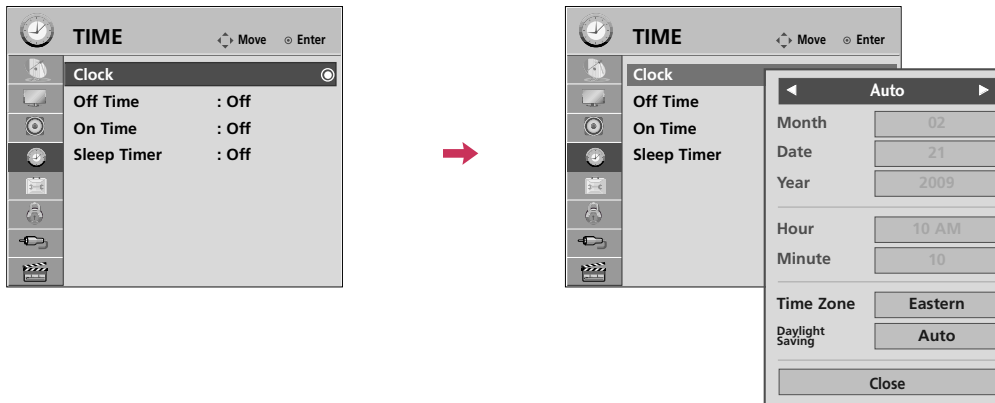 TIME
Move
Enter
Clock
Off Time : Off
On Time : Off
Sleep Timer : Off
TIME
Move
Enter
Clock
Off Time
On Time
Sleep Timer
Auto
Month 02
Date 21
Year 2009
Hour 10 AM
Minute 10
Time Zone Eastern
Daylight
Saving
Auto
Close